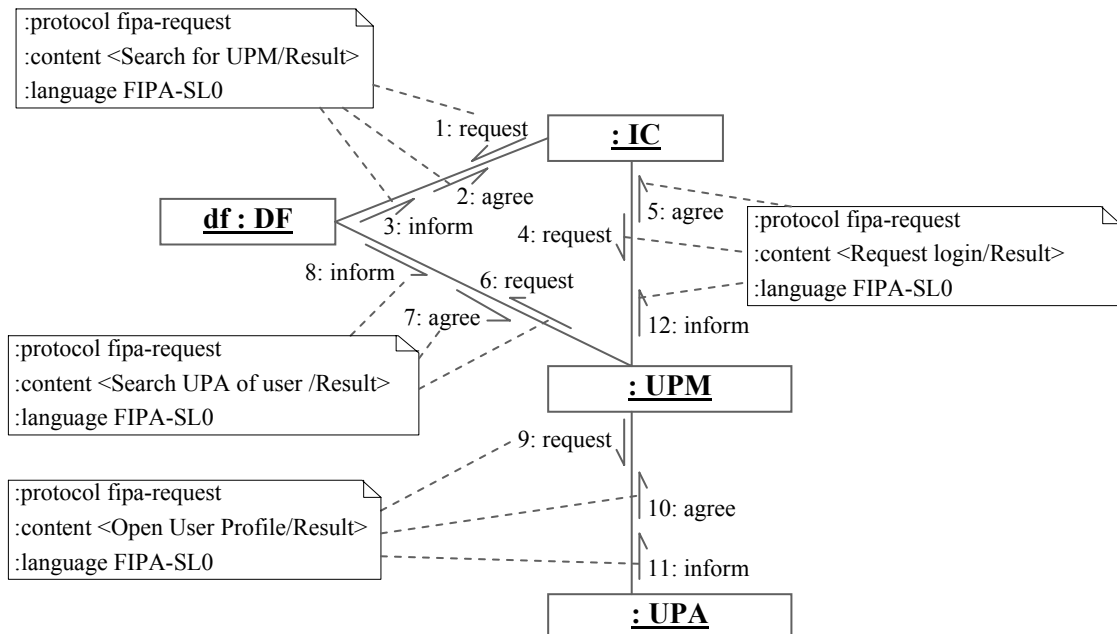 :protocol fipa-request
:content <Search for UPM/Result>
:language FIPA-SL0
1: request
: IC
2: agree
df : DF
3: inform
5: agree
4: request
:protocol fipa-request
:content <Request login/Result>
:language FIPA-SL0
8: inform
6: request
7: agree
12: inform
:protocol fipa-request
:content <Search UPA of user /Result>
:language FIPA-SL0
: UPM
9: request
:protocol fipa-request
:content <Open User Profile/Result>
:language FIPA-SL0
10: agree
11: inform
: UPA